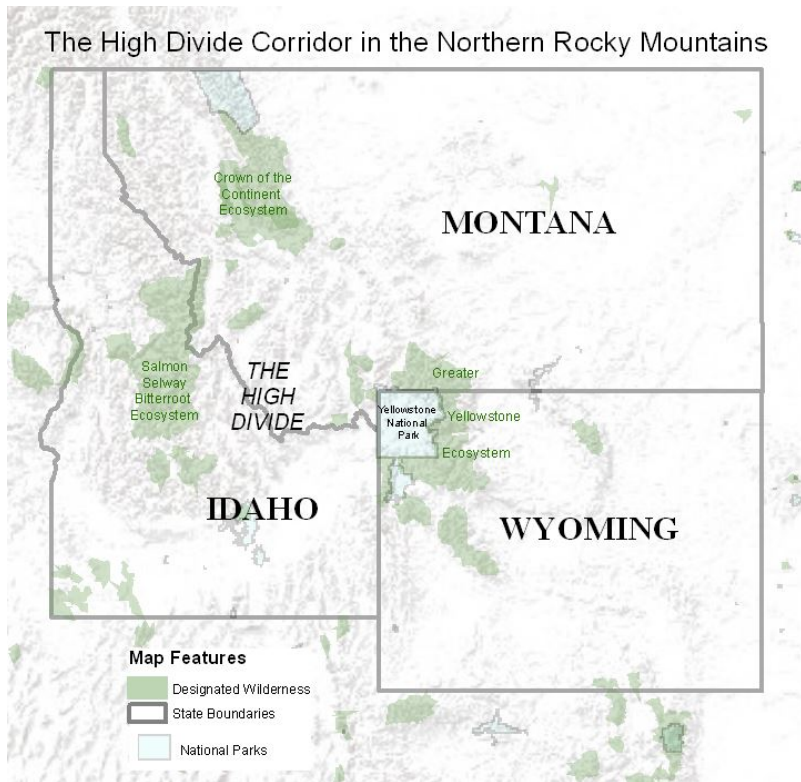 The High Divide Corridor in the Northern Rocky Mountains
Crown of the
Continent
Ecosystem
MONTANA
Salmon
Selway
Bitterroot
Ecosystem
THE
HIGH
DIVIDE
Greater
Yellowstone
National
Park
Yellowstone
Ecosystem
IDAHO
WYOMING
Map Features
Designated Wilderness
State Boundaries
National Parks